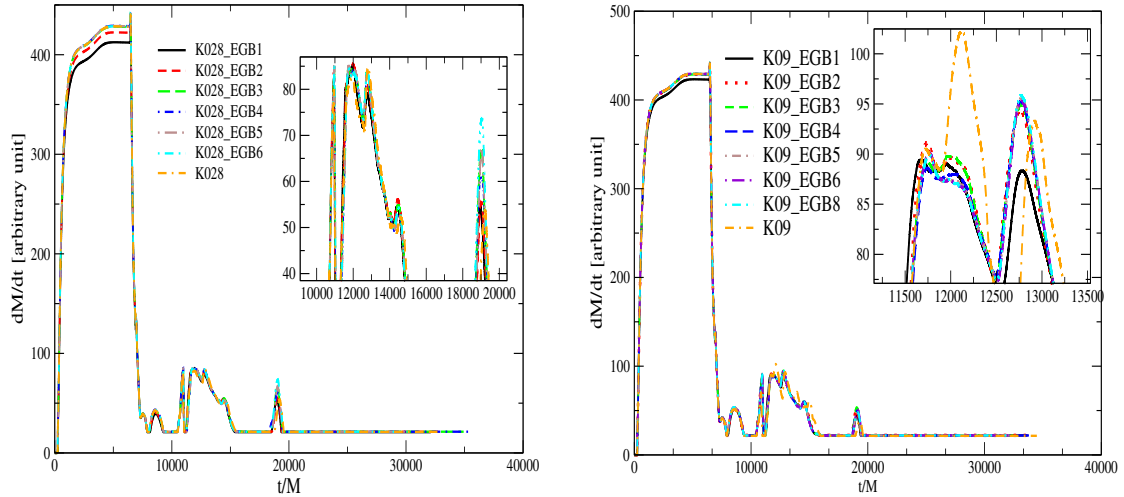 dM/dt [arbitrary unit]
400
300
200
100
0
0
10000
20000
30000
40000
t/M
K028_EGB1
K028_EGB2
K028_EGB3
K028_EGB4
K028_EGB5
K028_EGB6
K028
80
70
60
50
40
10000 12000 14000 16000 18000 20000
dM/dt [arbitrary unit]
500
400
300
200
100
0
0
10000
20000
30000
40000
t/M
K09_EGB1
K09_EGB2
K09_EGB3
K09_EGB4
K09_EGB5
K09_EGB6
K09_EGB8
K09
100
95
90
85
80
11500 12000 12500 13000 13500